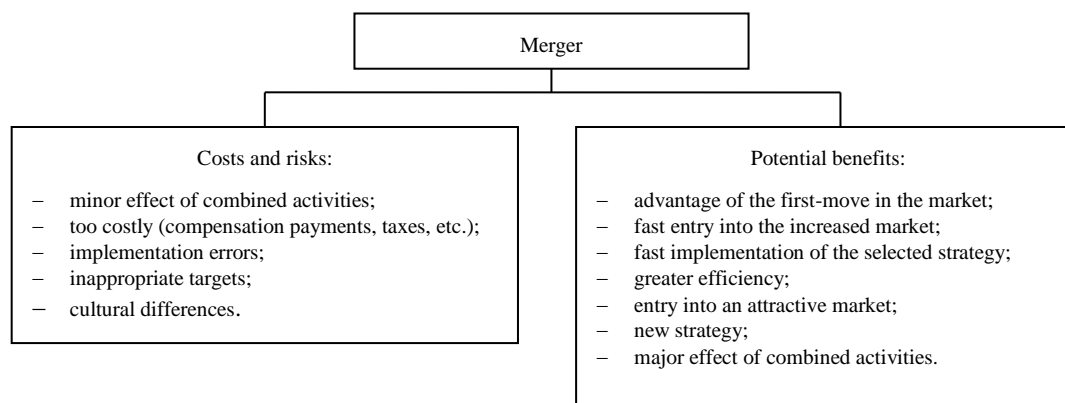 Merger
Costs and risks:
– minor effect of combined activities;
– too costly (compensation payments, taxes, etc.);
– implementation errors;
– inappropriate targets;
– cultural differences.
Potential benefits:
– advantage of the first-move in the market;
– fast entry into the increased market;
– fast implementation of the selected strategy;
– greater efficiency;
– entry into an attractive market;
– new strategy;
– major effect of combined activities.